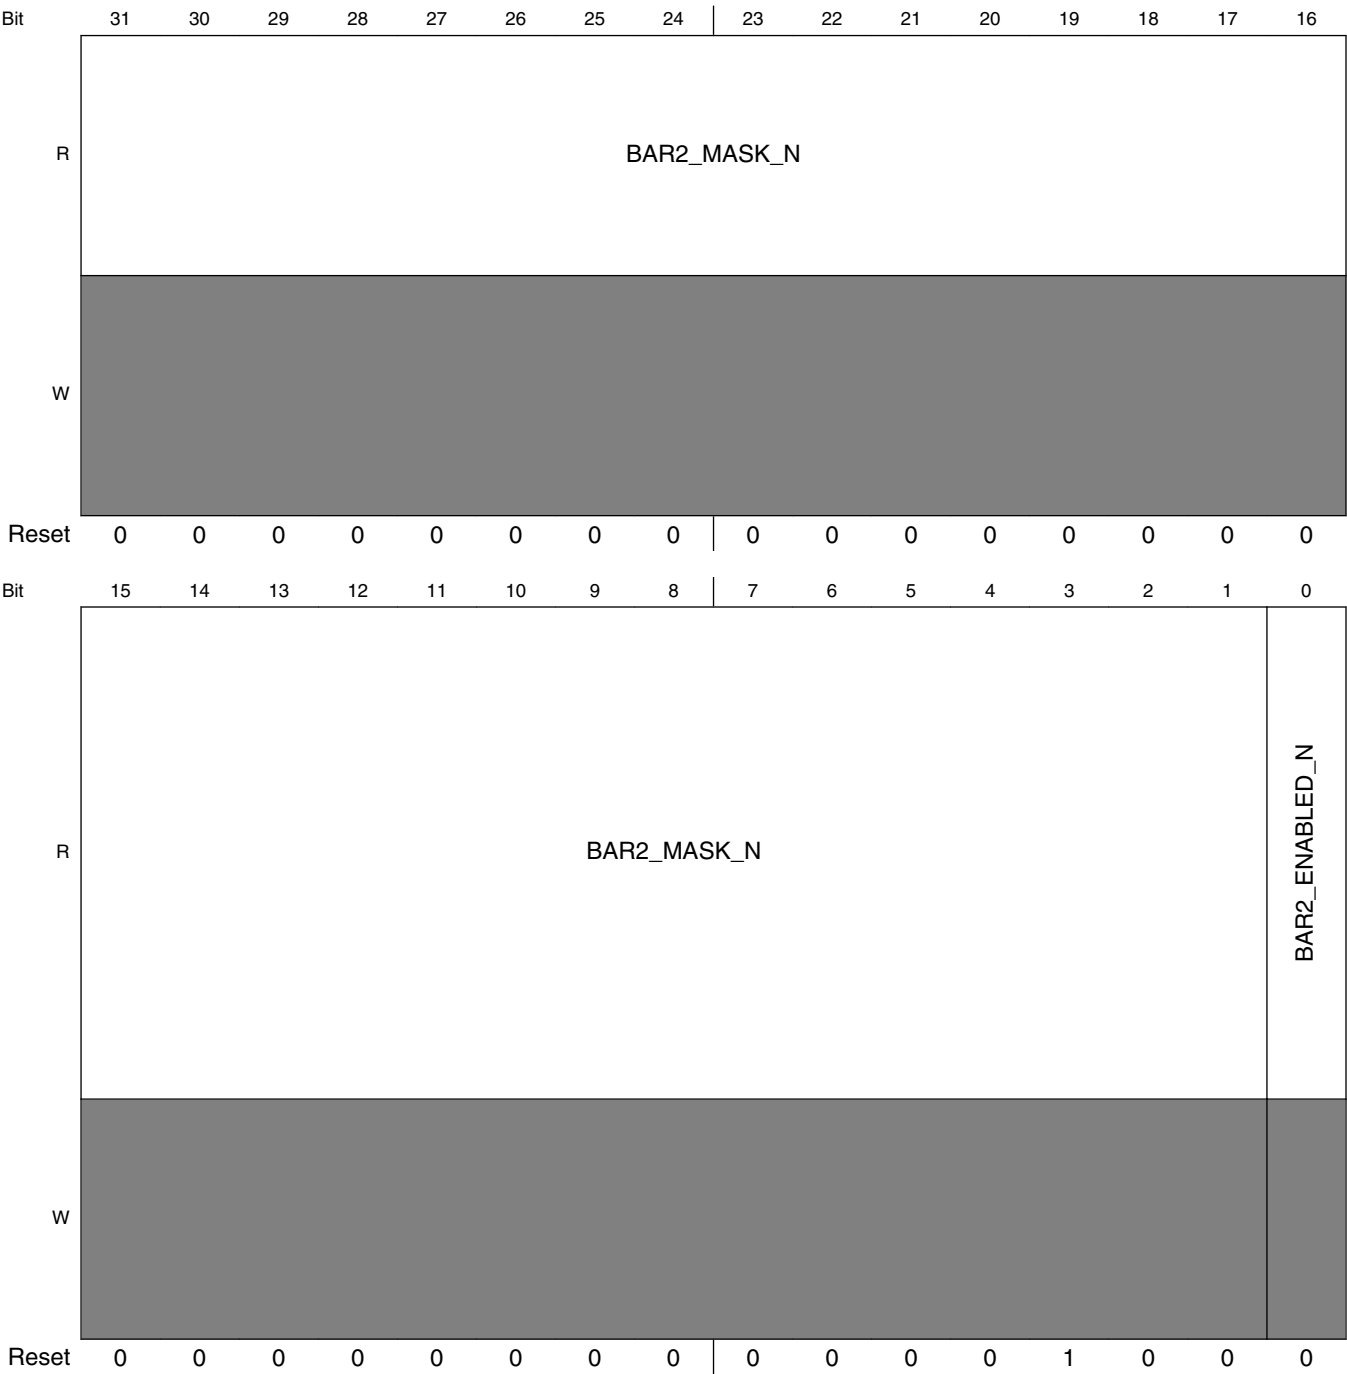 Bit 31 30 29 28 27 26 25 24 23 22 21 20 19 18 17 16
R BAR2_MASK_N
W
Reset 0 0 0 0 0 0 0 0 0 0 0 0 0 0 0 0
Bit 15 14 13 12 11 10 9 8 7 6 5 4 3 2 1 0
R BAR2_MASK_N BAR2_ENABLED_N
W
Reset 0 0 0 0 0 0 0 0 0 0 0 0 1 0 0 0